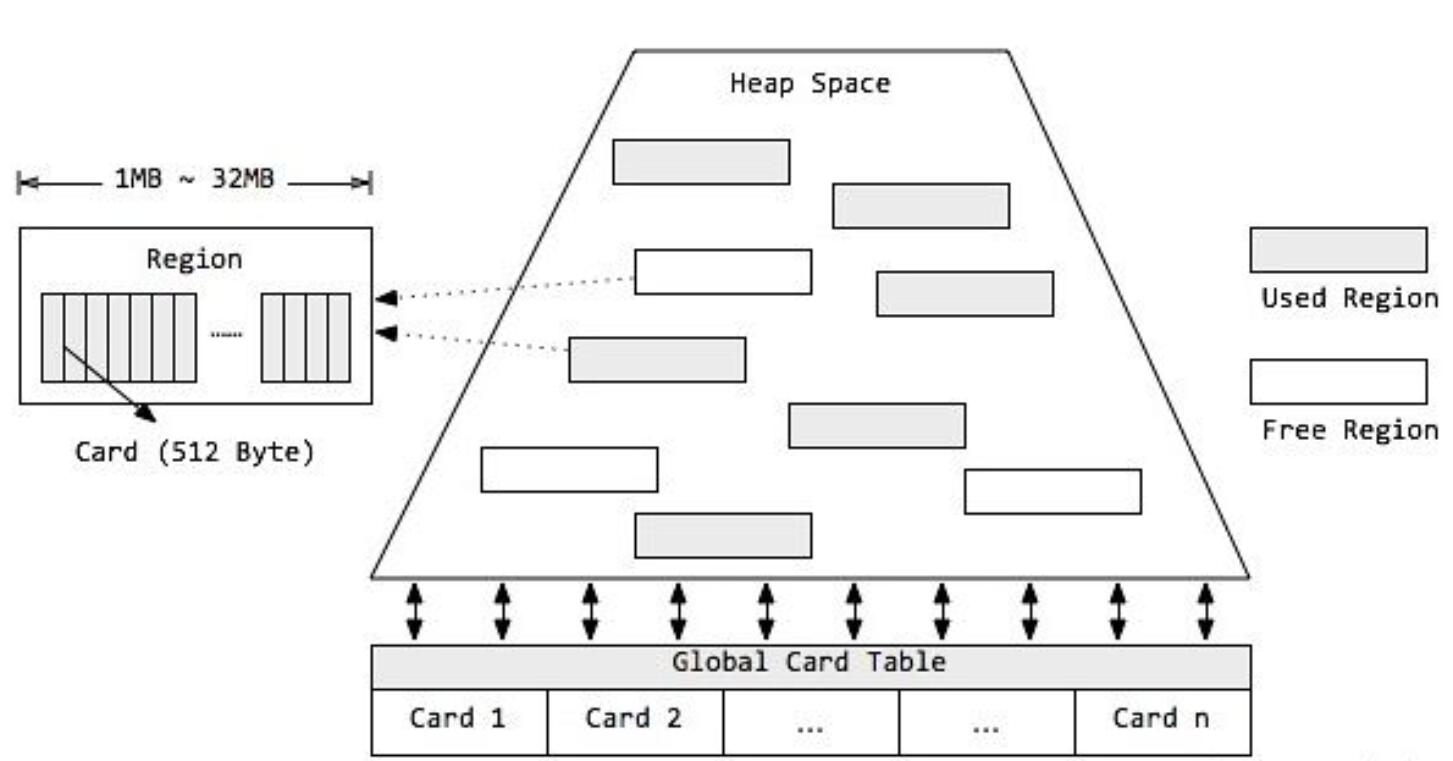 Heap Space
1MB ~ 32MB
Region
......
Card (512 Byte)
Used Region
Free Region
Global Card Table
Card 1
Card 2
...
...
Card n